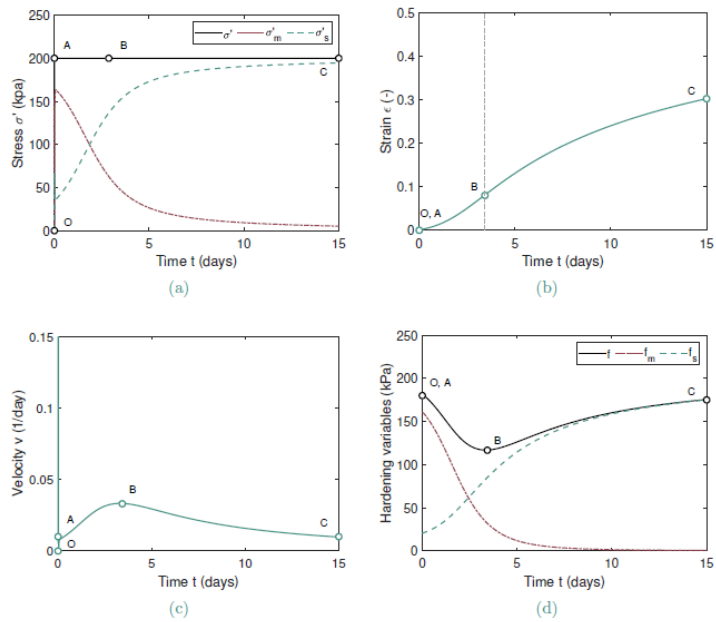 250
200
150
100
50
0
Stress σ' (kpa)
A
B
C
O
σ' σ'm σ's
0 5 10 15
Time t (days)
(a)
0.5
0.4
0.3
0.2
0.1
0
Strain ϵ (-)
O, A
B
C
0 5 10 15
Time t (days)
(b)
0.15
0.1
0.05
0
Velocity v (1/day)
A
O
B
C
0 5 10 15
Time t (days)
(c)
250
200
150
100
50
0
Hardening variables (kPa)
f fm fs
O, A
B
C
0 5 10 15
Time t (days)
(d)